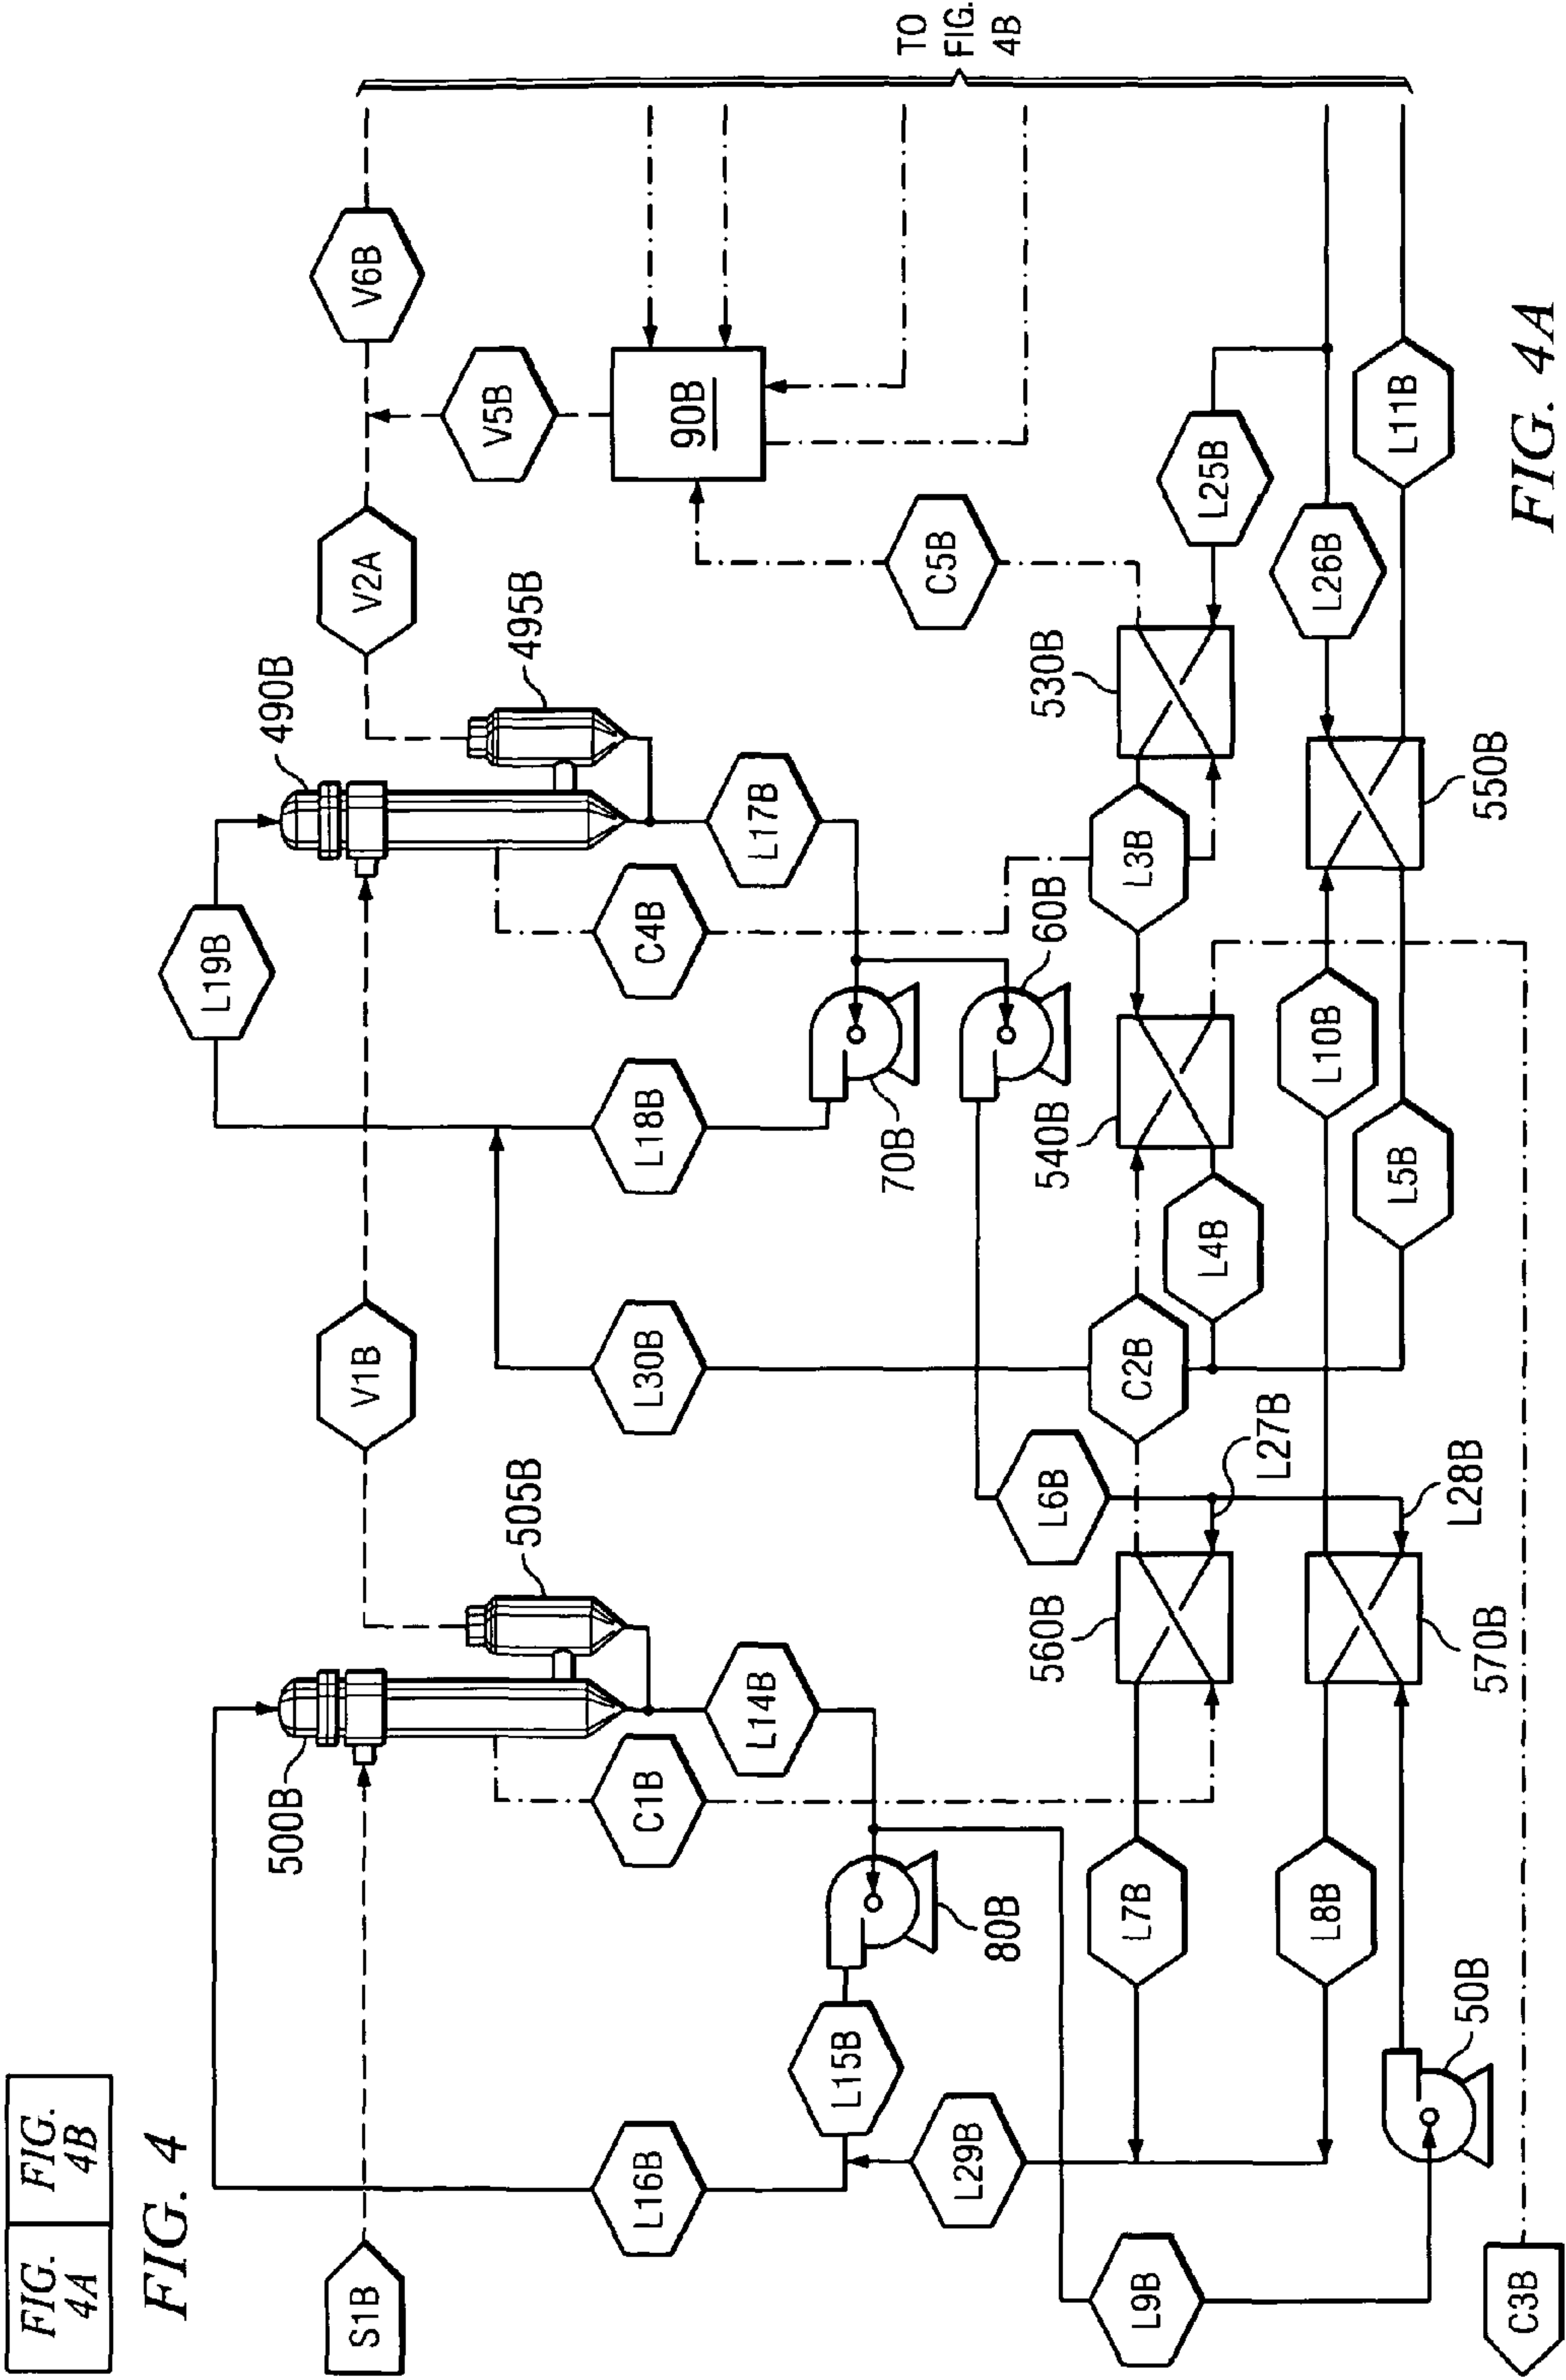 FIG. 4A
FIG. 4B
FIG. 4
S1B
L16B
500B
505B
V1B
L19B
490B
495B
V2A
V6B
V5B
90B
TO
FIG.
4B
C1B
L14B
L15B
80B
L29B
L9B
L30B
L18B
C4B
L17B
70B
60B
C5B
L6B
560B
L7B
L27B
C2B
540B
L4B
L3B
530B
L25B
L8B
570B
L28B
L10B
L26B
50B
L5B
550B
L11B
C3B
FIG. 4A